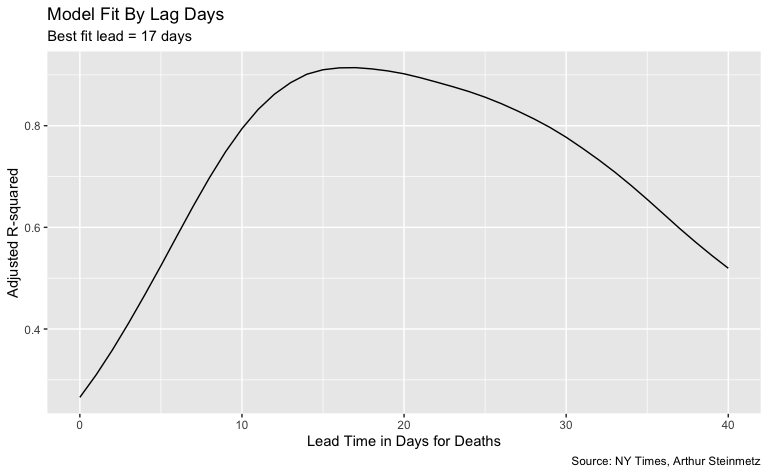 Model Fit By Lag Days
Best fit lead = 17 days
Adjusted R-squared
0.8
0.6
0.4
0 10 20 30 40
Lead Time in Days for Deaths
Source: NY Times, Arthur Steinmetz